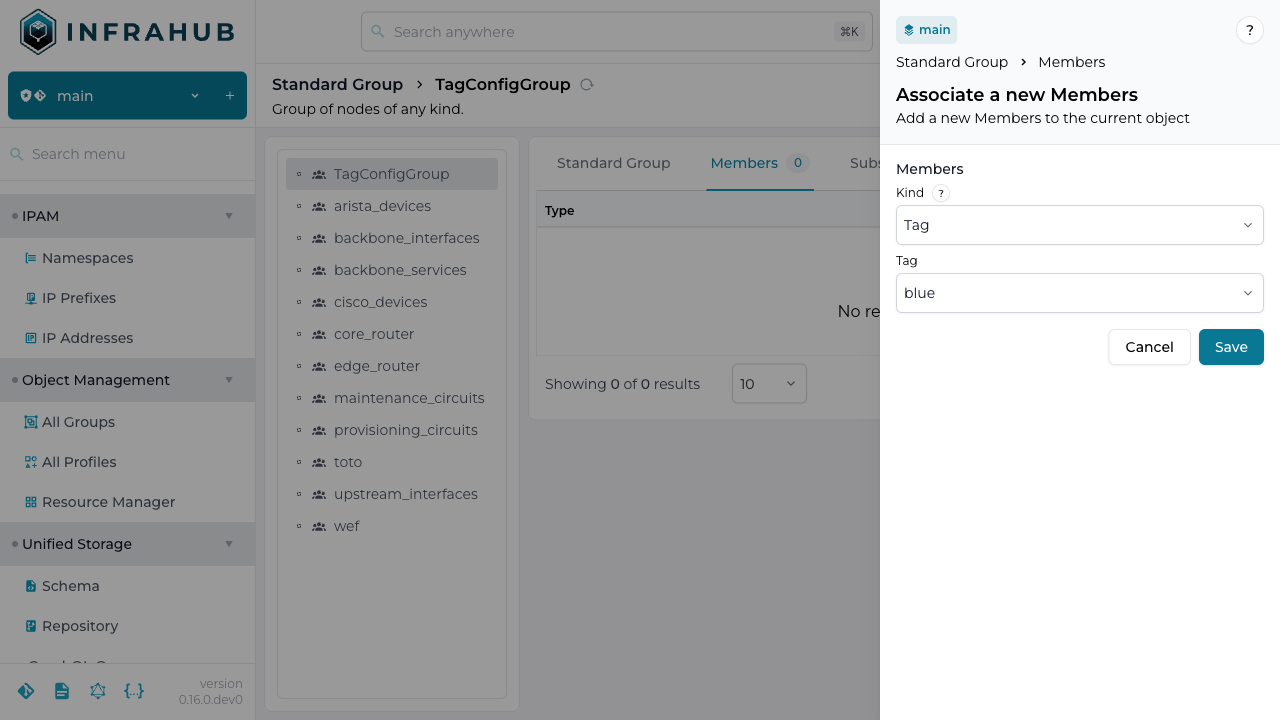 INFRAHUB
main
+
Search menu
IPAM
Namespaces
IP Prefixes
IP Addresses
Object Management
All Groups
All Profiles
Resource Manager
Unified Storage
Schema
Repository
version
0.16.0.dev0
Search anywhere
⌘K
Standard Group > TagConfigGroup
Group of nodes of any kind.
TagConfigGroup
arista_devices
backbone_interfaces
backbone_services
cisco_devices
core_router
edge_router
maintenance_circuits
provisioning_circuits
toto
upstream_interfaces
wef
Standard Group
Members 0
Subs
Type
No re
Showing 0 of 0 results
10
main
?
Standard Group > Members
Associate a new Members
Add a new Members to the current object
Members
Kind ?
Tag
Tag
blue
Cancel
Save